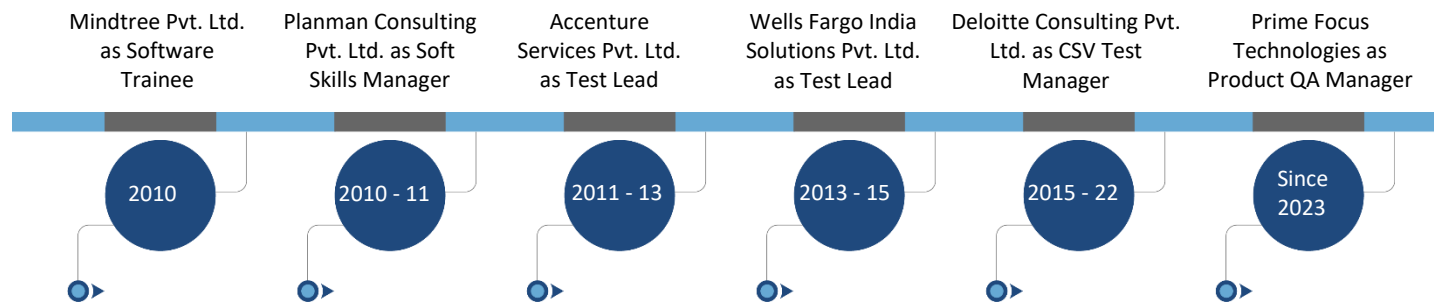 Mindtree Pvt. Ltd.
as Software
Trainee
Planman Consulting
Pvt. Ltd. as Soft
Skills Manager
Accenture
Services Pvt. Ltd.
as Test Lead
Wells Fargo India
Solutions Pvt. Ltd.
as Test Lead
Deloitte Consulting Pvt.
Ltd. as CSV Test
Manager
Prime Focus
Technologies as
Product QA Manager
2010
2010 - 11
2011 - 13
2013 - 15
2015 - 22
Since
2023